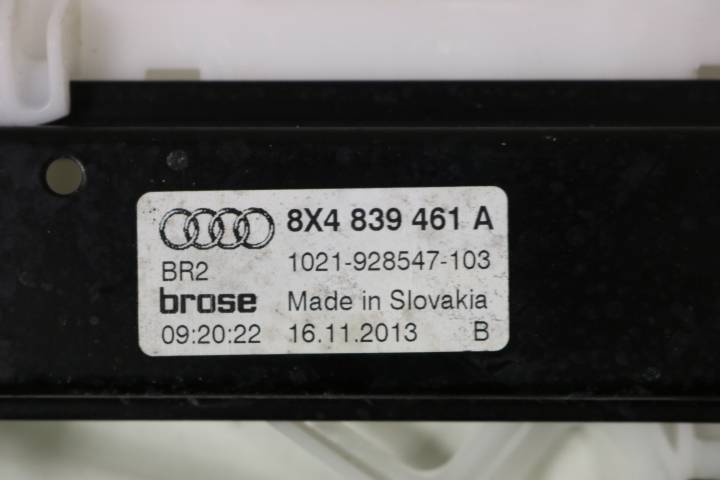 8X4 839 461 A
BR2 1021-928547-103
brose Made in Slovakia
09:20:22 16.11.2013 B